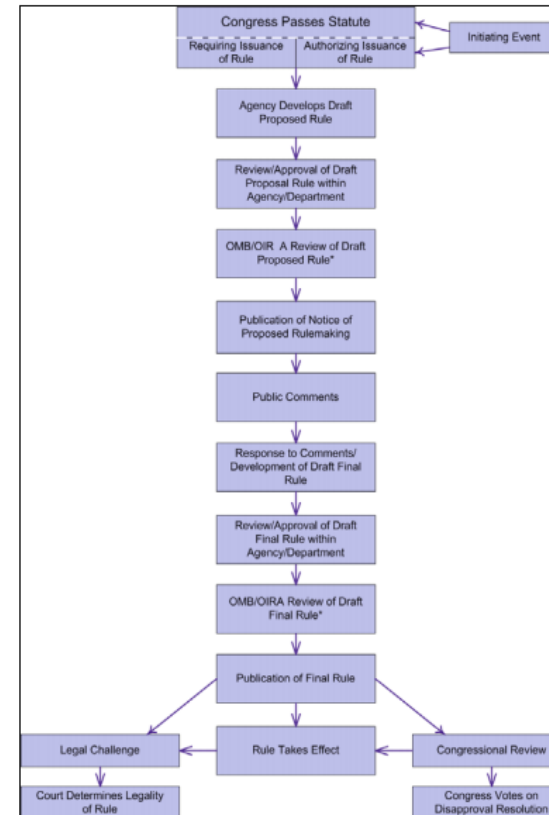 Congress Passes Statute
Initiating Event
Requiring Issuance
of Rule
Authorizing Issuance
of Rule
Agency Develops Draft
Proposed Rule
Review/Approval of Draft
Proposal Rule within
Agency/Department
OMB/OIR A Review of Draft
Proposed Rule*
Publication of Notice of
Proposed Rulemaking
Public Comments
Response to Comments/
Development of Draft Final
Rule
Review/Approval of Draft
Final Rule within
Agency/Department
OMB/OIRA Review of Draft
Final Rule*
Publication of Final Rule
Legal Challenge
Rule Takes Effect
Congressional Review
Court Determines Legality
of Rule
Congress Votes on
Disapproval Resolution